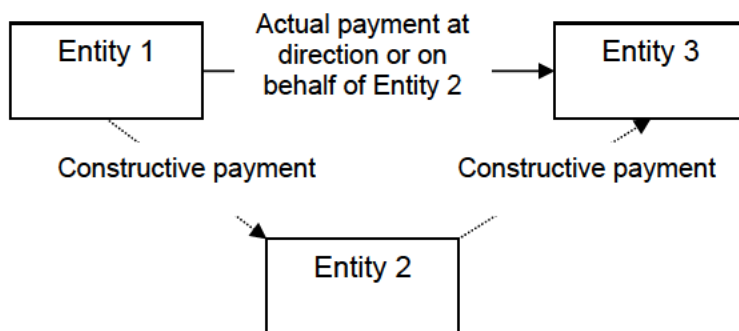 Entity 1
Actual payment at
direction or on
behalf of Entity 2
Entity 3
Constructive payment
Constructive payment
Entity 2